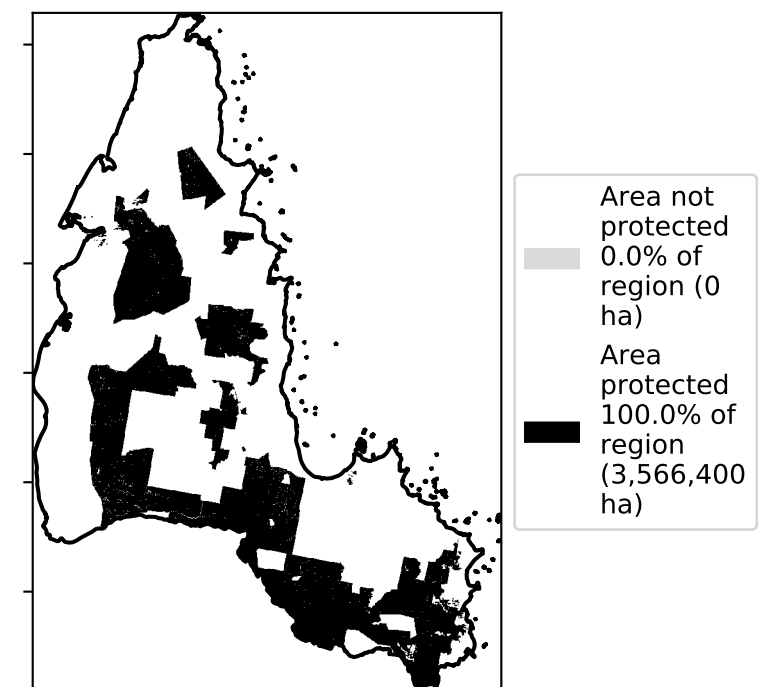 Area not
protected
0.0% of
region (0
ha)
Area
protected
100.0% of
region
(3,566,400
ha)